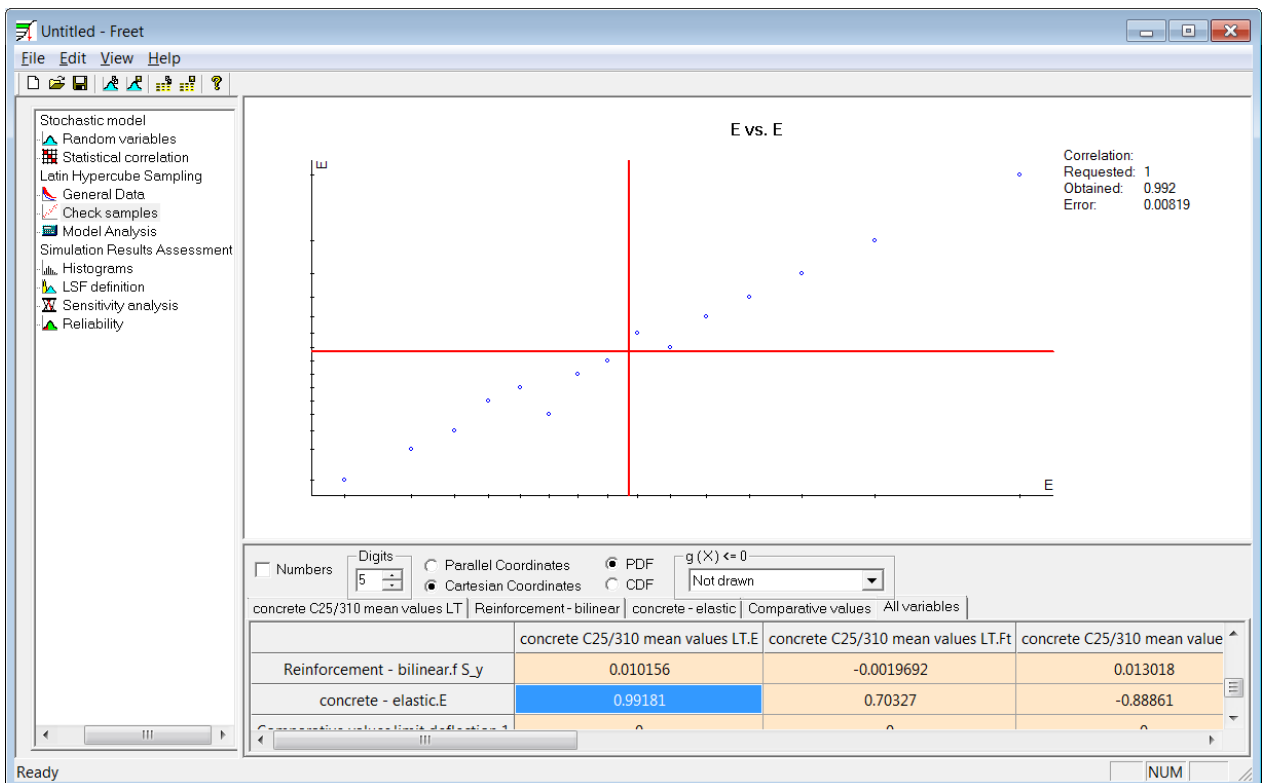 Untitled - Freet
File Edit View Help
Stochastic model
Random variables
Statistical correlation
Latin Hypercube Sampling
General Data
Check samples
Model Analysis
Simulation Results Assessment
Histograms
LSF definition
Sensitivity analysis
Reliability
E vs. E
E
Correlation:
Requested: 1
Obtained: 0.992
Error: 0.00819
E
Numbers
Digits
5
Parallel Coordinates
Cartesian Coordinates
PDF
CDF
g (X) <= 0
Not drawn
concrete C25/310 mean values LT Reinforcement - bilinear concrete - elastic Comparative values All variables
concrete C25/310 mean values LT.E concrete C25/310 mean values LT.Ft concrete C25/310 mean value
Reinforcement - bilinear.f S_y 0.010156 -0.0019692 0.013018
concrete - elastic.E 0.99181 0.70327 -0.88861
Ready NUM